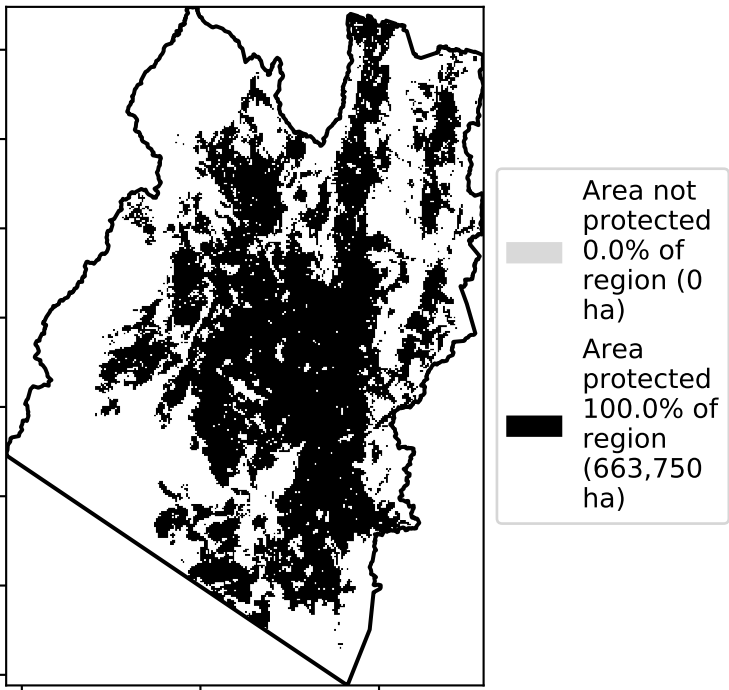 Area not
protected
0.0% of
region (0
ha)
Area
protected
100.0% of
region
(663,750
ha)